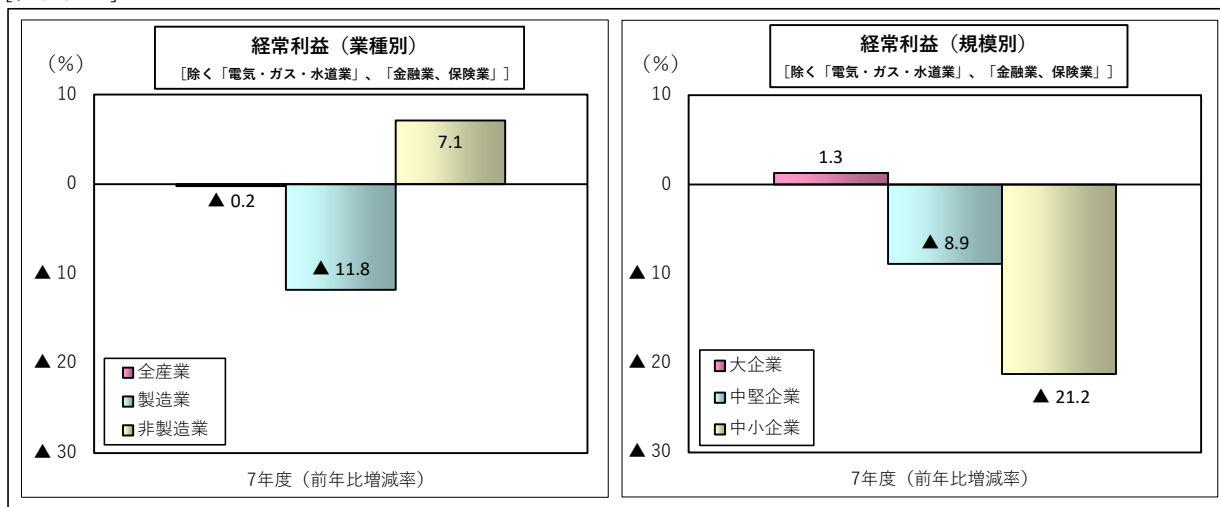 経常利益（業種別）
［除く「電気・ガス・水道業」、「金融業、保険業」］
（％）
10
0
▲ 10
▲ 20
▲ 30
▲ 0.2
▲ 11.8
7.1
全産業
製造業
非製造業
7年度（前年比増減率）
経常利益（規模別）
［除く「電気・ガス・水道業」、「金融業、保険業」］
（％）
10
0
▲ 10
▲ 20
▲ 30
1.3
▲ 8.9
▲ 21.2
大企業
中堅企業
中小企業
7年度（前年比増減率）